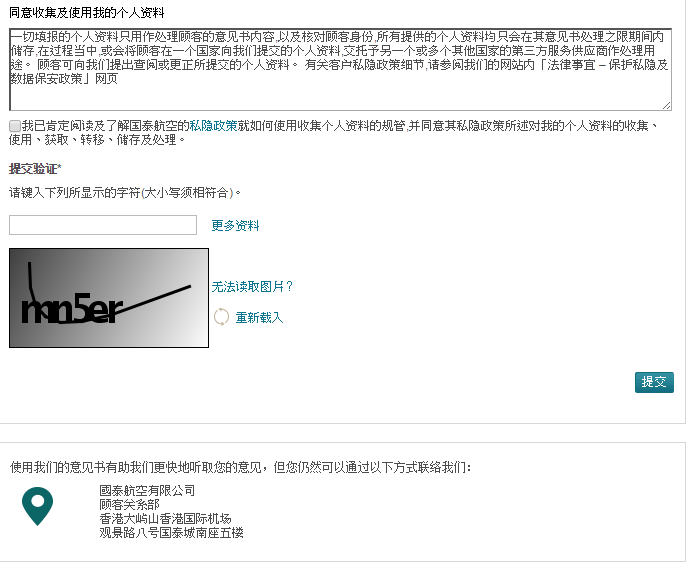 同意收集及使用我的个人资料
一切填报的个人资料只用作处理顾客的意见书内容,以及核对顾客身份,所有提供的个人资料均只会在其意见书处理之限期间内
储存,在过程当中,或会将顾客在一个国家向我们提交的个人资料,交托予另一个或多个其他国家的第三方服务供应商作处理用
途。 顾客可向我们提出查阅或更正所提交的个人资料。 有关客户私隐政策细节,请参阅我们的网站内「法律事宜 – 保护私隐及
数据保安政策」网页
我已肯定阅读及了解国泰航空的私隐政策就如何使用收集个人资料的规管,并同意其私隐政策所述对我的个人资料的收集、
使用、获取、转移、储存及处理。
提交验证*
请键入下列所显示的字符(大小写须相符合)。
更多资料
mn5er
无法读取图片?
重新载入
提交
使用我们的意见书有助我们更快地听取您的意见，但您仍然可以通过以下方式联络我们:
國泰航空有限公司
顾客关系部
香港大屿山香港国际机场
观景路八号国泰城南座五楼